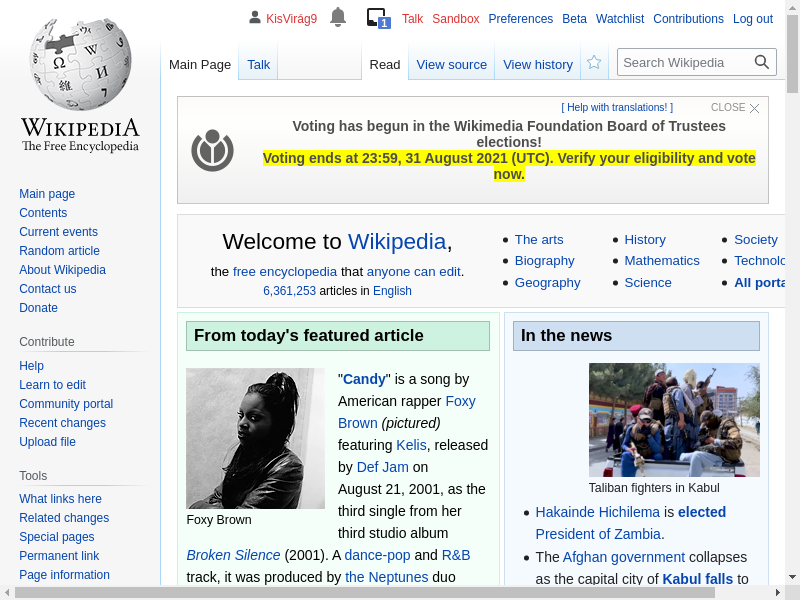 KisVirág9 1 Talk Sandbox Preferences Beta Watchlist Contributions Log out
Main Page Talk Read View source View history Search Wikipedia
WIKIPEDIA
The Free Encyclopedia
Main page
Contents
Current events
Random article
About Wikipedia
Contact us
Donate
Contribute
Help
Learn to edit
Community portal
Recent changes
Upload file
Tools
What links here
Related changes
Special pages
Permanent link
Page information
[ Help with translations! ] CLOSE
Voting has begun in the Wikimedia Foundation Board of Trustees
elections!
Voting ends at 23:59, 31 August 2021 (UTC). Verify your eligibility and vote
now.
Welcome to Wikipedia,
the free encyclopedia that anyone can edit.
6,361,253 articles in English
The arts
Biography
Geography
History
Mathematics
Science
Society
Technolo
All porta
From today's featured article
"Candy" is a song by
American rapper Foxy
Brown (pictured)
featuring Kelis, released
by Def Jam on
August 21, 2001, as the
third single from her
third studio album
Foxy Brown
Broken Silence (2001). A dance-pop and R&B
track, it was produced by the Neptunes duo
In the news
Taliban fighters in Kabul
Hakainde Hichilema is elected
President of Zambia.
The Afghan government collapses
as the capital city of Kabul falls to